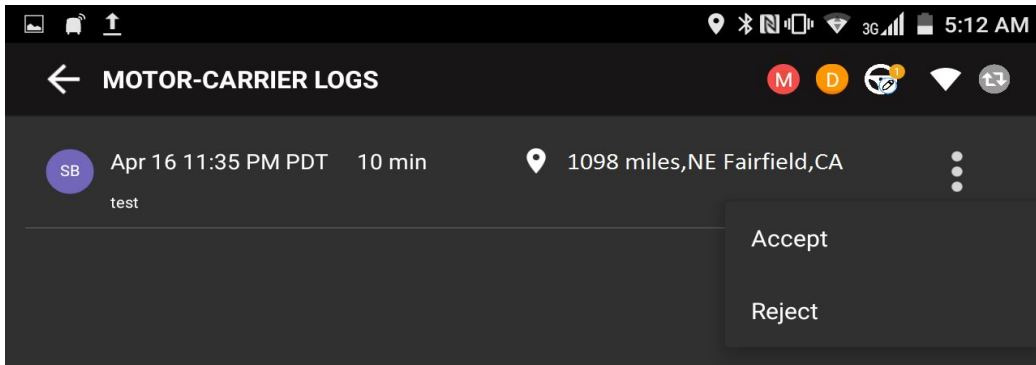 3G 5:12 AM
MOTOR-CARRIER LOGS M D 1
SB Apr 16 11:35 PM PDT 10 min 1098 miles,NE Fairfield,CA
test
Accept
Reject